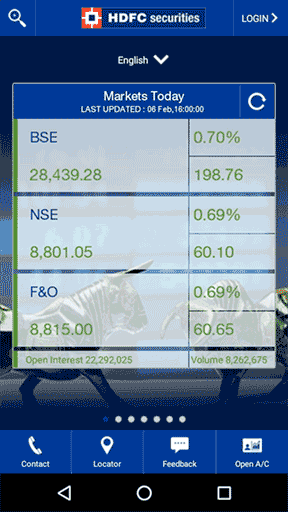 HDFC securities
LOGIN
English
Markets Today
LAST UPDATED : 06 Feb,16:00:00
BSE 0.70%
28,439.28 198.76
NSE 0.69%
8,801.05 60.10
F&O 0.69%
8,815.00 60.65
Open Interest 22,292,025 Volume 8,262,675
Contact Locator Feedback Open A/C